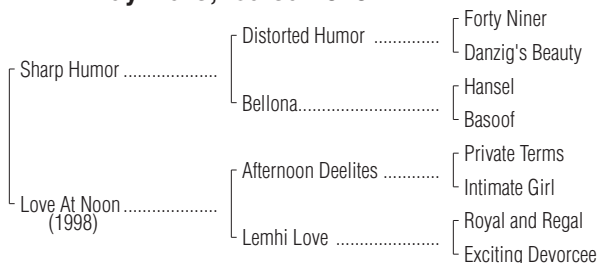 Forty Niner
Distorted Humor ..............
Danzig's Beauty
Sharp Humor ....................
Hansel
Bellona..............................
Basoof
Private Terms
Afternoon Deelites ............
Intimate Girl
Love At Noon ....................
(1998)
Royal and Regal
Lemhi Love ......................
Exciting Devorcee